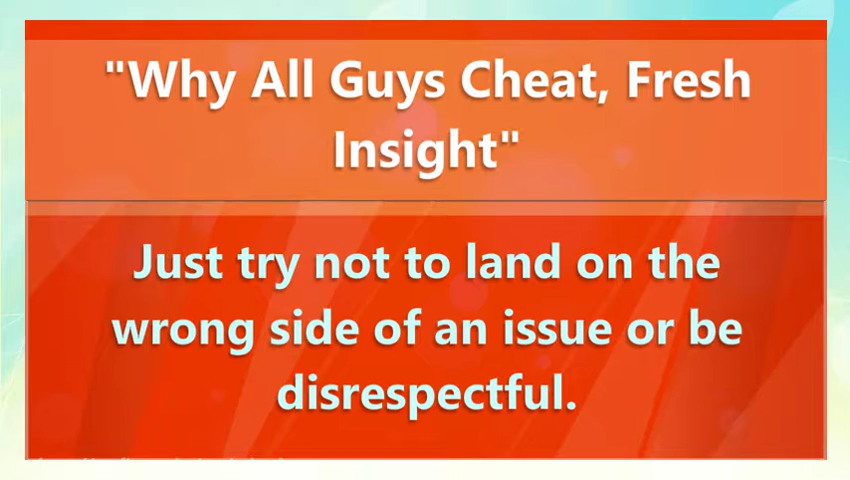 "Why All Guys Cheat, Fresh
Insight"
Just try not to land on the
wrong side of an issue or be
disrespectful.